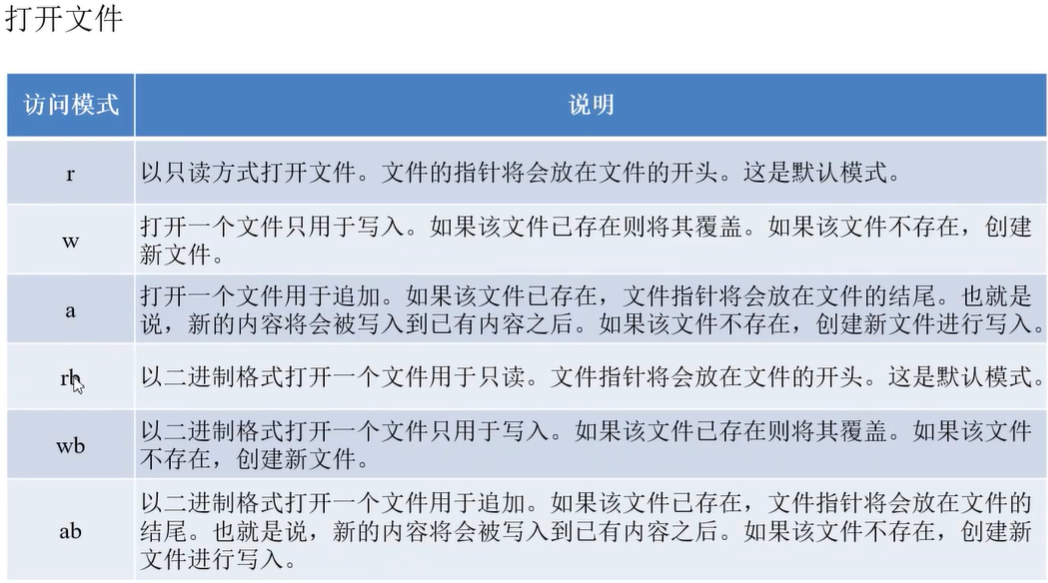 打开文件
访问模式 说明
r 以只读方式打开文件。文件的指针将会放在文件的开头。这是默认模式。
w 打开一个文件只用于写入。如果该文件已存在则将其覆盖。如果该文件不存在，创建
新文件。
a 打开一个文件用于追加。如果该文件已存在，文件指针将会放在文件的结尾。也就是
说，新的内容将会被写入到已有内容之后。如果该文件不存在，创建新文件进行写入。
rb 以二进制格式打开一个文件用于只读。文件指针将会放在文件的开头。这是默认模式。
wb 以二进制格式打开一个文件只用于写入。如果该文件已存在则将其覆盖。如果该文件
不存在，创建新文件。
ab 以二进制格式打开一个文件用于追加。如果该文件已存在，文件指针将会放在文件的
结尾。也就是说，新的内容将会被写入到已有内容之后。如果该文件不存在，创建新
文件进行写入。